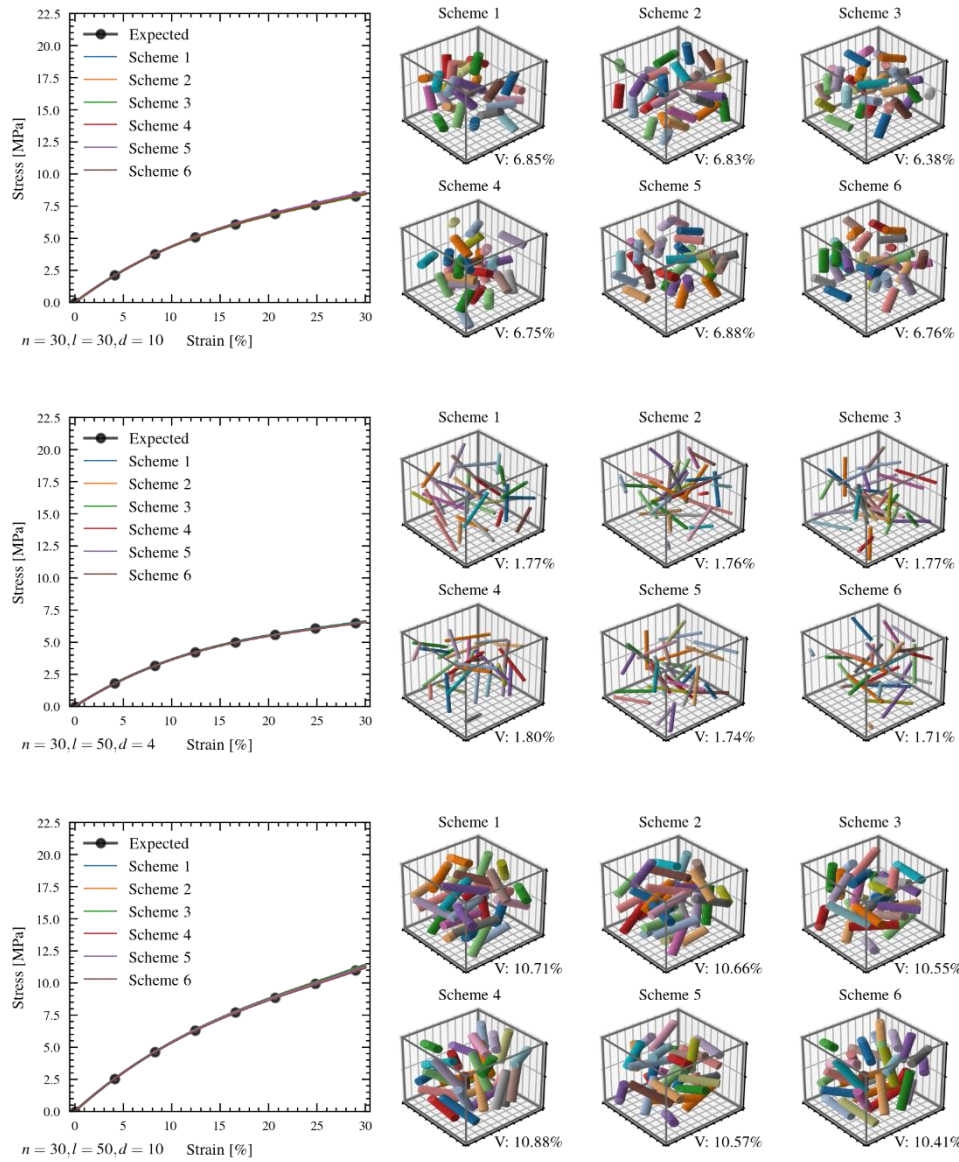 22.5
20.0
17.5
15.0
12.5
10.0
7.5
5.0
2.5
0.0
Stress [MPa]
Expected
Scheme 1
Scheme 2
Scheme 3
Scheme 4
Scheme 5
Scheme 6
0 5 10 15 20 25 30
n = 30, l = 30, d = 10 Strain [%]
Scheme 1 Scheme 2 Scheme 3
V: 6.85% V: 6.83% V: 6.38%
Scheme 4 Scheme 5 Scheme 6
V: 6.75% V: 6.88% V: 6.76%
22.5
20.0
17.5
15.0
12.5
10.0
7.5
5.0
2.5
0.0
Stress [MPa]
Expected
Scheme 1
Scheme 2
Scheme 3
Scheme 4
Scheme 5
Scheme 6
0 5 10 15 20 25 30
n = 30, l = 50, d = 4 Strain [%]
Scheme 1 Scheme 2 Scheme 3
V: 1.77% V: 1.76% V: 1.77%
Scheme 4 Scheme 5 Scheme 6
V: 1.80% V: 1.74% V: 1.71%
22.5
20.0
17.5
15.0
12.5
10.0
7.5
5.0
2.5
0.0
Stress [MPa]
Expected
Scheme 1
Scheme 2
Scheme 3
Scheme 4
Scheme 5
Scheme 6
0 5 10 15 20 25 30
n = 30, l = 50, d = 10 Strain [%]
Scheme 1 Scheme 2 Scheme 3
V: 10.71% V: 10.66% V: 10.55%
Scheme 4 Scheme 5 Scheme 6
V: 10.88% V: 10.57% V: 10.41%